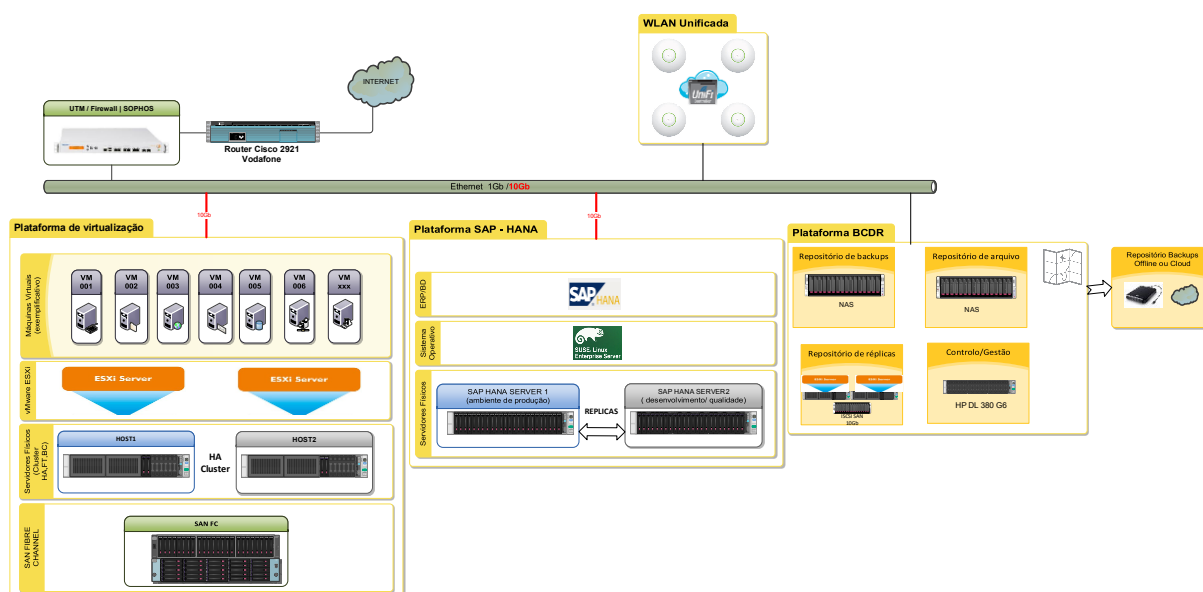 WLAN Unificada
UniFi
INTERNET
UTM / Firewall | SOPHOS
Router Cisco 2921
Vodafone
Ethernet 1Gb /10Gb
10Gb
10Gb
Plataforma de virtualização
Máquinas Virtuais
(exemplificativo)
VM
001
VM
002
VM
003
VM
004
VM
005
VM
006
VM
xxx
vMware ESXi
ESXi Server
ESXi Server
Servidores Físicos
(Cluster
HA,FT,BC)
HOST1
HA
Cluster
HOST2
SAN FIBRE
CHANNEL
SAN FC
Plataforma SAP - HANA
ERP/BD
SAP HANA
Sistema
Operativo
SUSE Linux
Enterprise Server
Servidores Físicos
SAP HANA SERVER 1
(ambiente de produção)
REPLICAS
SAP HANA SERVER2
( desenvolvimento/ qualidade)
Plataforma BCDR
Repositório de backups
NAS
Repositório de arquivo
NAS
Repositório de réplicas
ESXi Server
ESXi Server
ISCSI SAN
10Gb
Controlo/Gestão
HP DL 380 G6
Repositório Backups
Offline ou Cloud